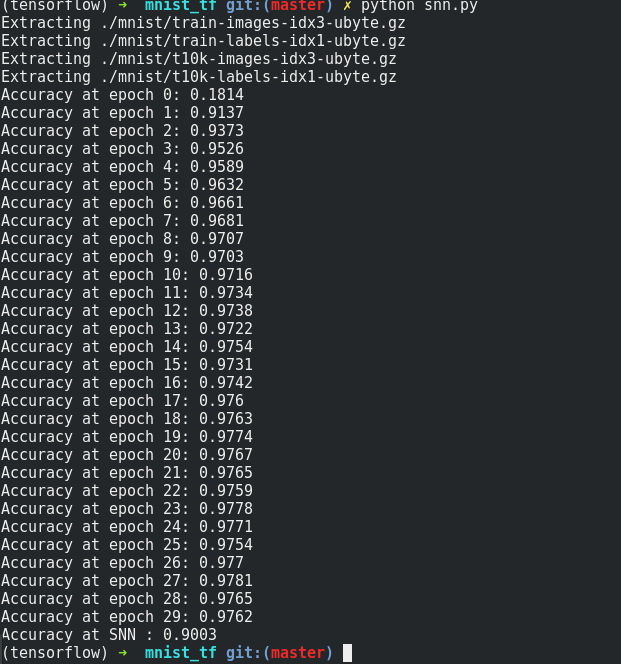 (tensorflow) ➜  mnist_tf git:(master) ✗ python snn.py
Extracting ./mnist/train-images-idx3-ubyte.gz
Extracting ./mnist/train-labels-idx1-ubyte.gz
Extracting ./mnist/t10k-images-idx3-ubyte.gz
Extracting ./mnist/t10k-labels-idx1-ubyte.gz
Accuracy at epoch 0: 0.1814
Accuracy at epoch 1: 0.9137
Accuracy at epoch 2: 0.9373
Accuracy at epoch 3: 0.9526
Accuracy at epoch 4: 0.9589
Accuracy at epoch 5: 0.9632
Accuracy at epoch 6: 0.9661
Accuracy at epoch 7: 0.9681
Accuracy at epoch 8: 0.9707
Accuracy at epoch 9: 0.9703
Accuracy at epoch 10: 0.9716
Accuracy at epoch 11: 0.9734
Accuracy at epoch 12: 0.9738
Accuracy at epoch 13: 0.9722
Accuracy at epoch 14: 0.9754
Accuracy at epoch 15: 0.9731
Accuracy at epoch 16: 0.9742
Accuracy at epoch 17: 0.976
Accuracy at epoch 18: 0.9763
Accuracy at epoch 19: 0.9774
Accuracy at epoch 20: 0.9767
Accuracy at epoch 21: 0.9765
Accuracy at epoch 22: 0.9759
Accuracy at epoch 23: 0.9778
Accuracy at epoch 24: 0.9771
Accuracy at epoch 25: 0.9754
Accuracy at epoch 26: 0.977
Accuracy at epoch 27: 0.9781
Accuracy at epoch 28: 0.9765
Accuracy at epoch 29: 0.9762
Accuracy at SNN : 0.9003
(tensorflow) ➜  mnist_tf git:(master)